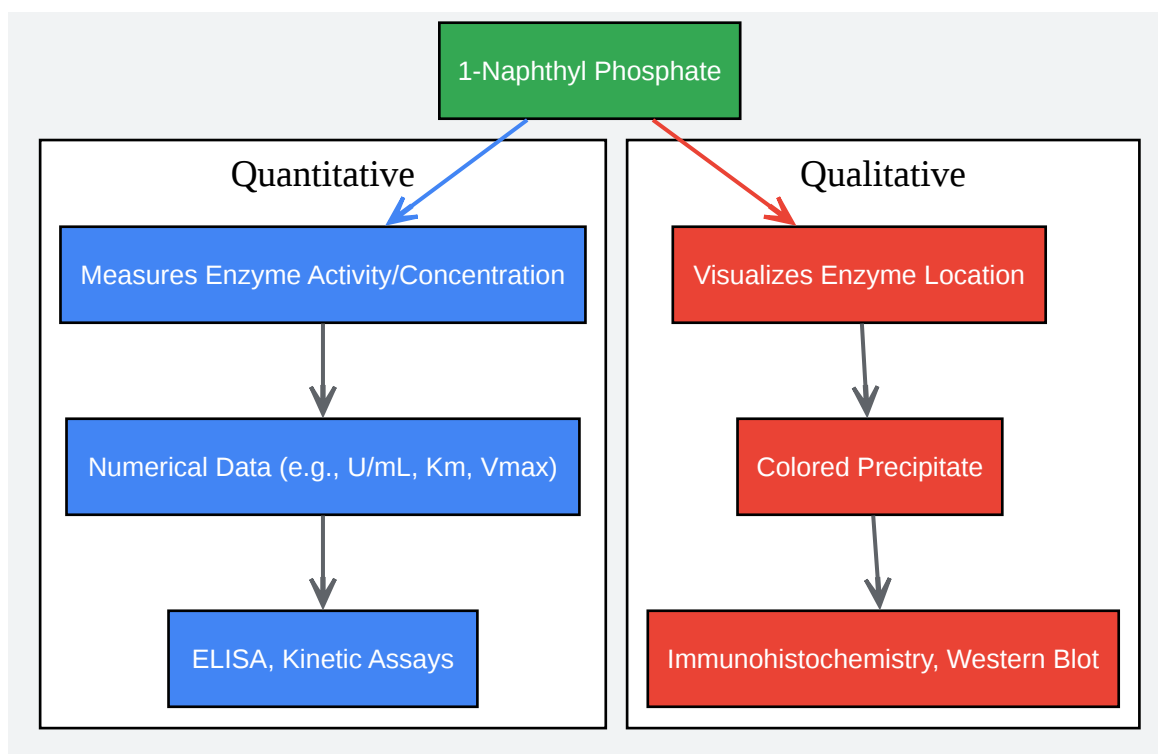 1-Naphthyl Phosphate
Quantitative
Measures Enzyme Activity/Concentration
Numerical Data (e.g., U/mL, Km, Vmax)
ELISA, Kinetic Assays
Qualitative
Visualizes Enzyme Location
Colored Precipitate
Immunohistochemistry, Western Blot